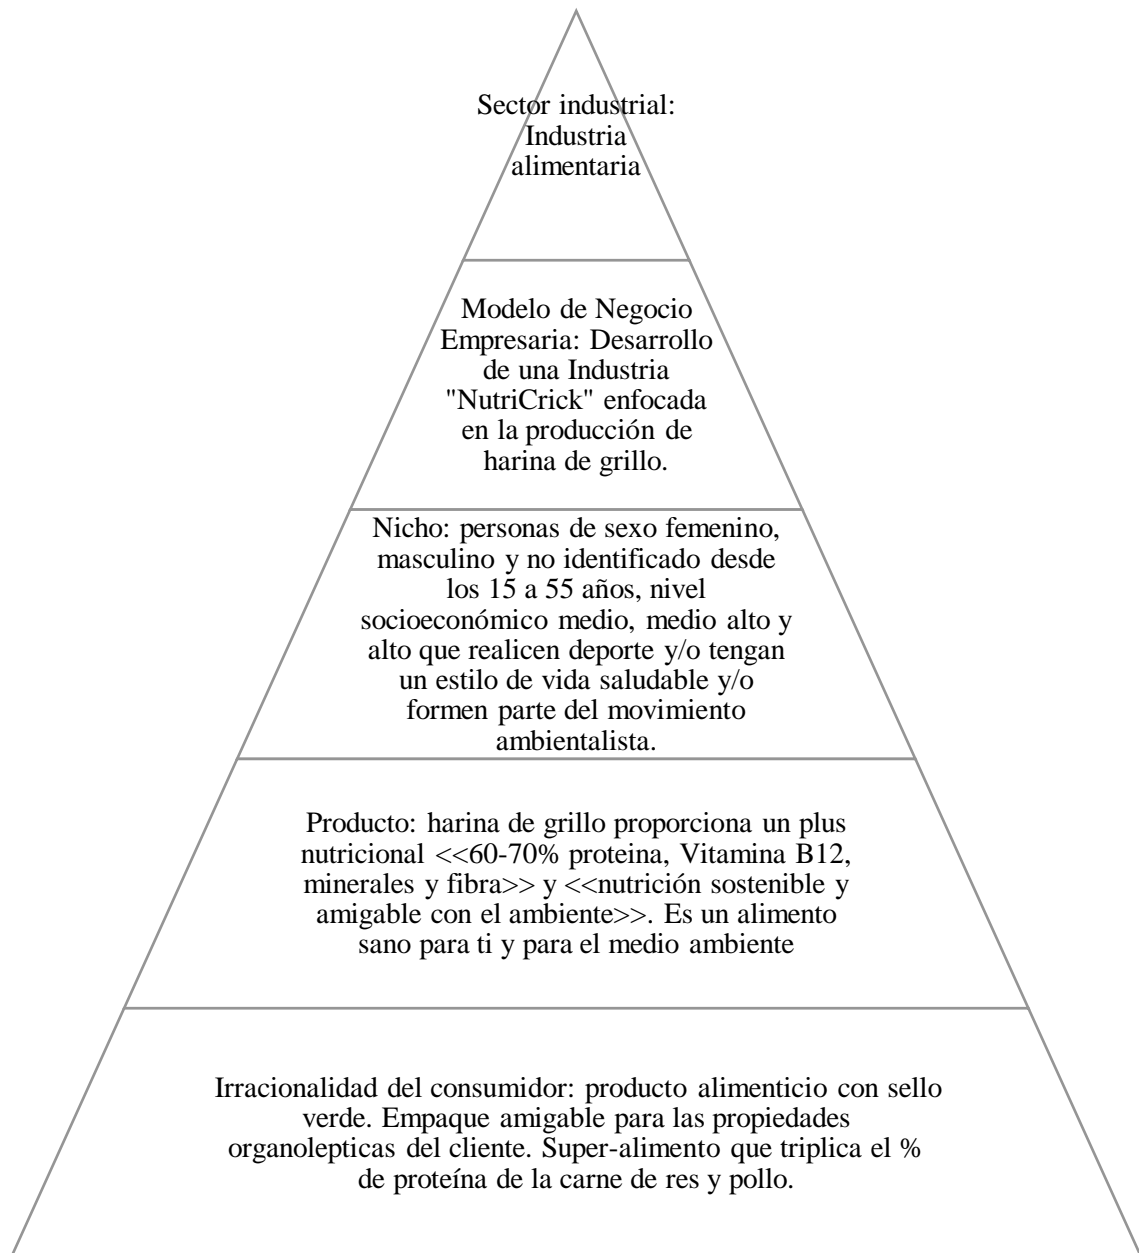 Sector industrial:
Industria
alimentaria
Modelo de Negocio
Empresaria: Desarrollo
de una Industria
"NutriCrick" enfocada
en la producción de
harina de grillo.
Nicho: personas de sexo femenino,
masculino y no identificado desde
los 15 a 55 años, nivel
socioeconómico medio, medio alto y
alto que realicen deporte y/o tengan
un estilo de vida saludable y/o
formen parte del movimiento
ambientalista.
Producto: harina de grillo proporciona un plus
nutricional <<60-70% proteina, Vitamina B12,
minerales y fibra>> y <<nutrición sostenible y
amigable con el ambiente>>. Es un alimento
sano para ti y para el medio ambiente
Irracionalidad del consumidor: producto alimenticio con sello
verde. Empaque amigable para las propiedades
organolepticas del cliente. Super-alimento que triplica el %
de proteína de la carne de res y pollo.